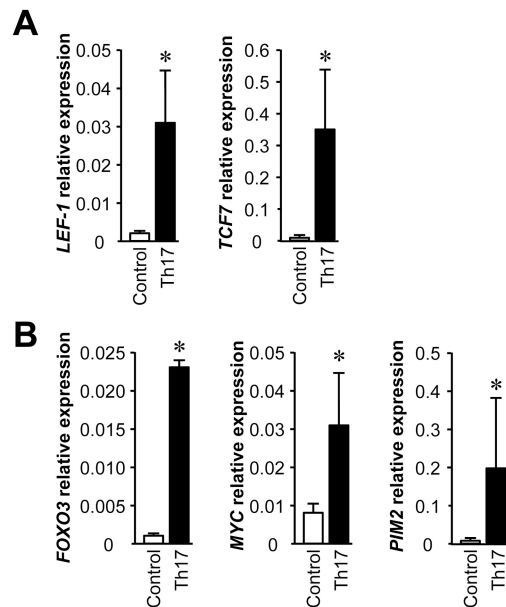 A
LEF-1 relative expression
0.05
0.04
0.03
0.02
0.01
0
*
Control
Th17
TCF7 relative expression
0.6
0.5
0.4
0.3
0.2
0.1
0
*
Control
Th17
B
FOXO3 relative expression
0.025
0.020
0.015
0.010
0.005
0
*
Control
Th17
MYC relative expression
0.05
0.04
0.03
0.02
0.01
0
*
Control
Th17
PIM2 relative expression
0.5
0.4
0.3
0.2
0.1
0
*
Control
Th17